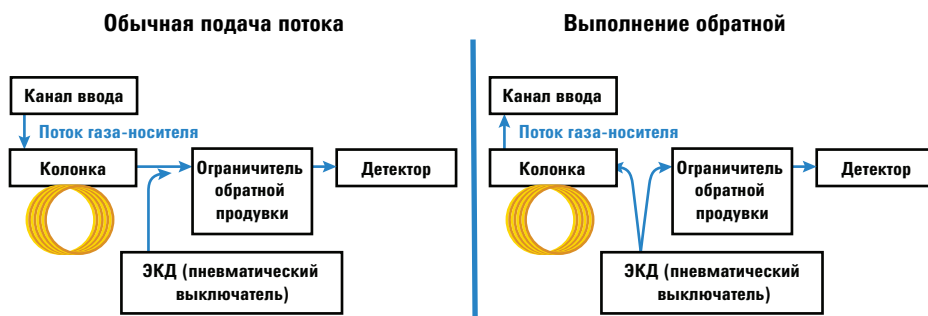 Обычная подача потока
Канал ввода
Поток газа-носителя
Колонка
Ограничитель
обратной
продувки
Детектор
ЭКД (пневматический
выключатель)
Выполнение обратной
Канал ввода
Поток газа-носителя
Колонка
Ограничитель
обратной
продувки
Детектор
ЭКД (пневматический
выключатель)